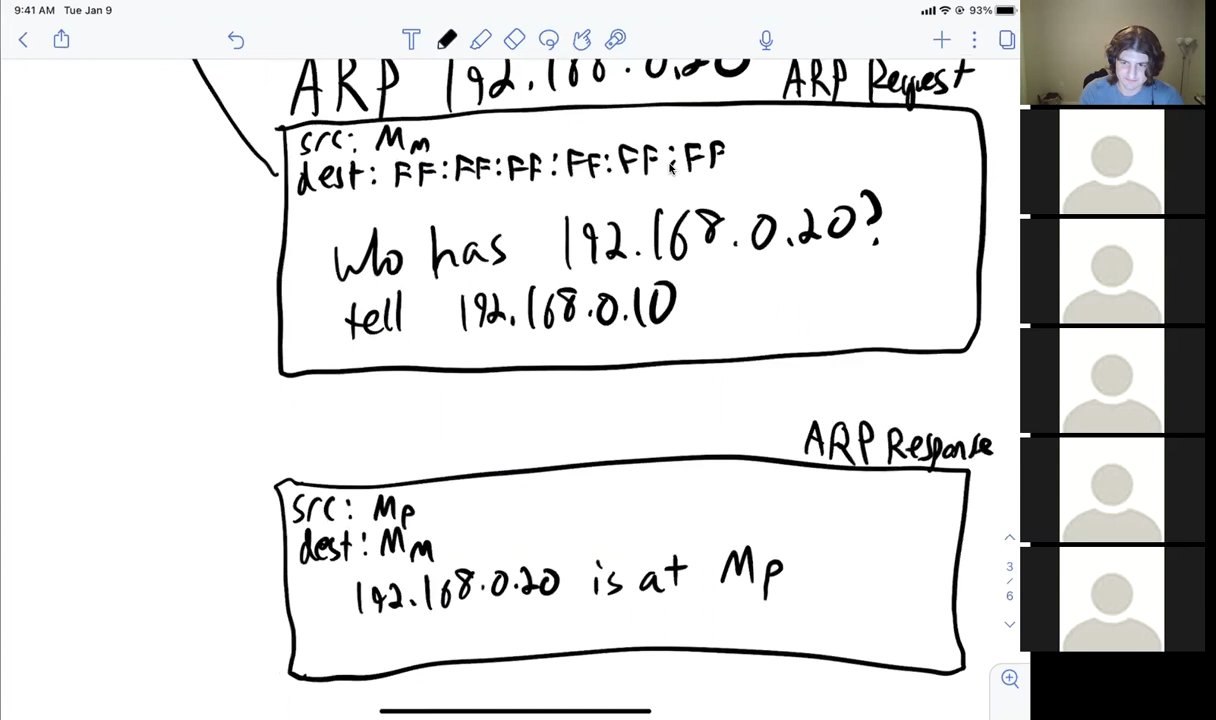 9:41 AM Tue Jan 9
93%
T
ARP 192.168.0.20 ARP Request
src: Mm
dest: FF:FF:FF:FF:FF:FF
who has 192.168.0.20?
tell 192.168.0.10
ARP Response
src: Mp
dest: Mm
192.168.0.20 is at Mp
3
/
6